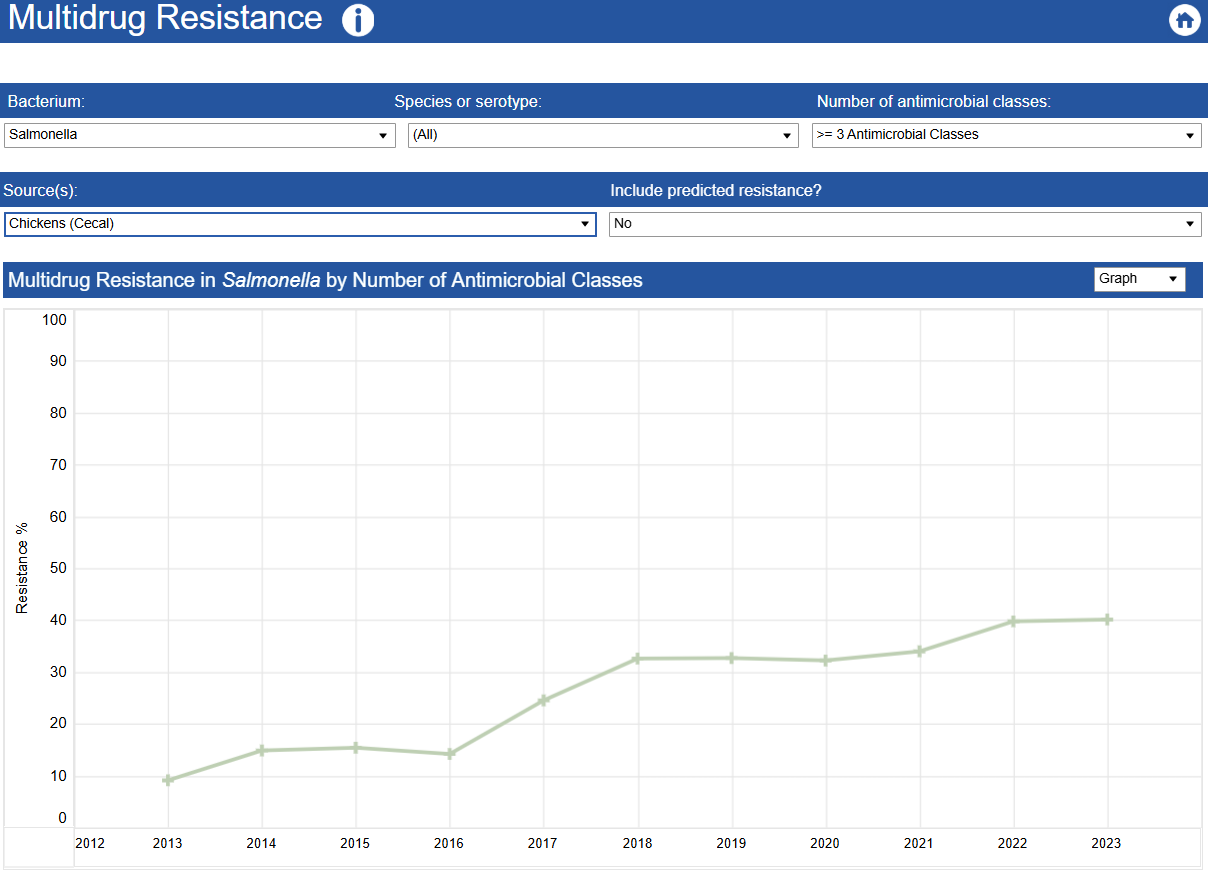 Multidrug Resistance
Bacterium: Species or serotype: Number of antimicrobial classes:
Salmonella (All) >= 3 Antimicrobial Classes
Source(s): Include predicted resistance?
Chickens (Cecal) No
Multidrug Resistance in Salmonella by Number of Antimicrobial Classes Graph
100
90
80
70
60
50
40
30
20
10
0
Resistance %
2012 2013 2014 2015 2016 2017 2018 2019 2020 2021 2022 2023